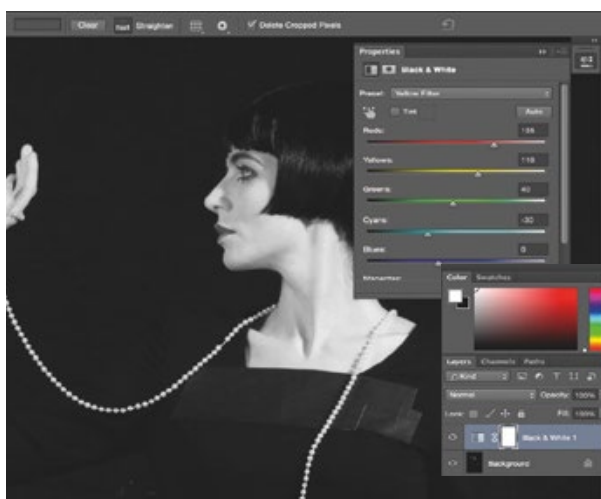 Clear
Straighten
Delete Cropped Pixels
Properties
Black & White
Preset: Yellow Filter
Tint
Auto
Reds:
Yellows:
110
Greens:
40
Cyans:
-30
Blues:
0
Color Swatches
Layers Channels Paths
Kind
Normal
Opacity: 100%
Lock:
Fill: 100%
Black & White 1
Background